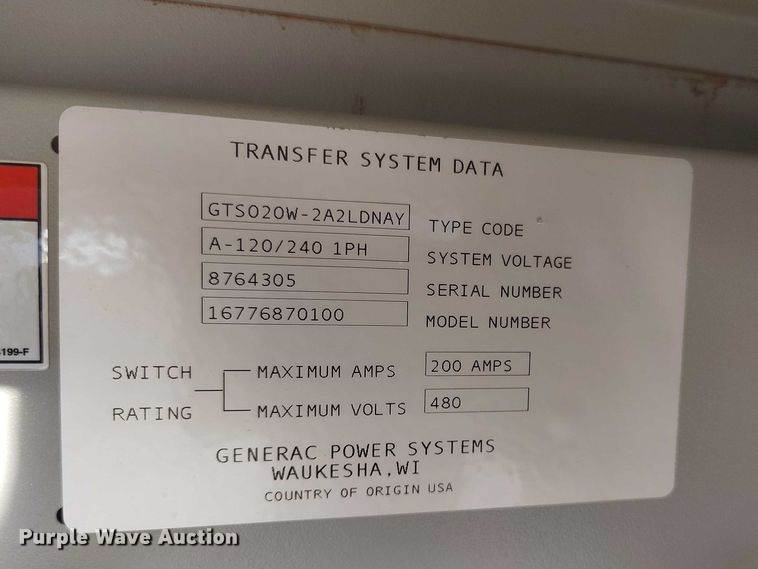 TRANSFER SYSTEM DATA
GTS020W-2A2LDNAY TYPE CODE
A-120/240 1PH SYSTEM VOLTAGE
8764305 SERIAL NUMBER
16776870100 MODEL NUMBER
SWITCH RATING
MAXIMUM AMPS 200 AMPS
MAXIMUM VOLTS 480
GENERAC POWER SYSTEMS
WAUKESHA, WI
COUNTRY OF ORIGIN USA
199-F
Purple Wave Auction